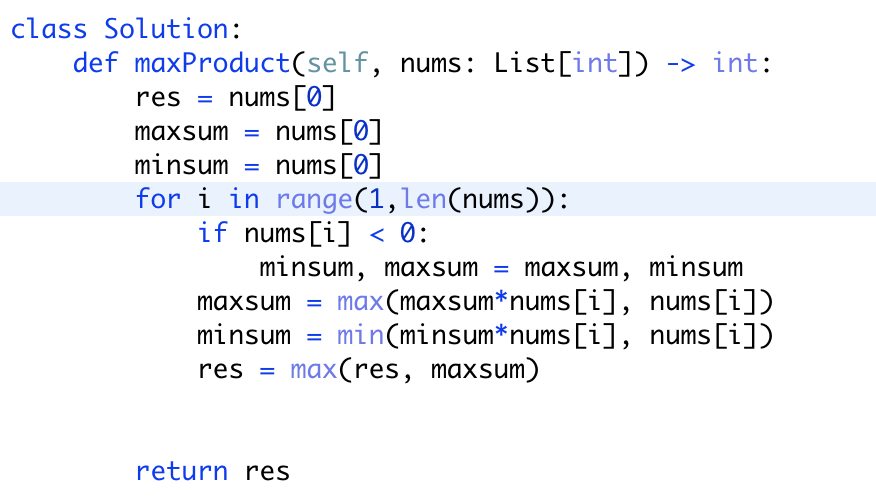 class Solution:
    def maxProduct(self, nums: List[int]) -> int:
        res = nums[0]
        maxsum = nums[0]
        minsum = nums[0]
        for i in range(1,len(nums)):
            if nums[i] < 0:
                minsum, maxsum = maxsum, minsum
            maxsum = max(maxsum*nums[i], nums[i])
            minsum = min(minsum*nums[i], nums[i])
            res = max(res, maxsum)
        return res